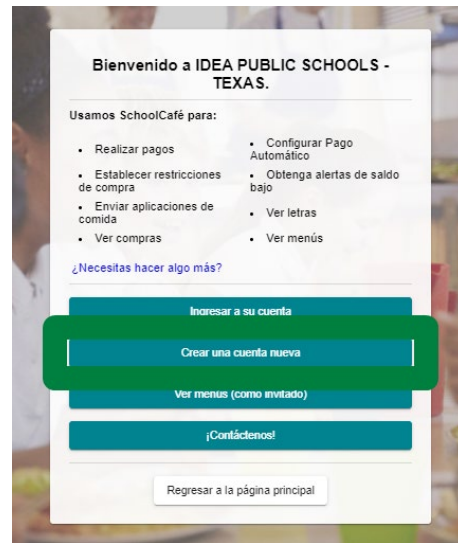 Bienvenido a IDEA PUBLIC SCHOOLS -
TEXAS.
Usamos SchoolCafé para:
• Realizar pagos
• Establecer restricciones
de compra
• Enviar aplicaciones de
comida
• Ver compras
• Configurar Pago
Automático
• Obtenga alertas de saldo
bajo
• Ver letras
• Ver menús
¿Necesitas hacer algo más?
Ingresar a su cuenta
Crear una cuenta nueva
Ver menús (como invitado)
¡Contáctenos!
Regresar a la página principal